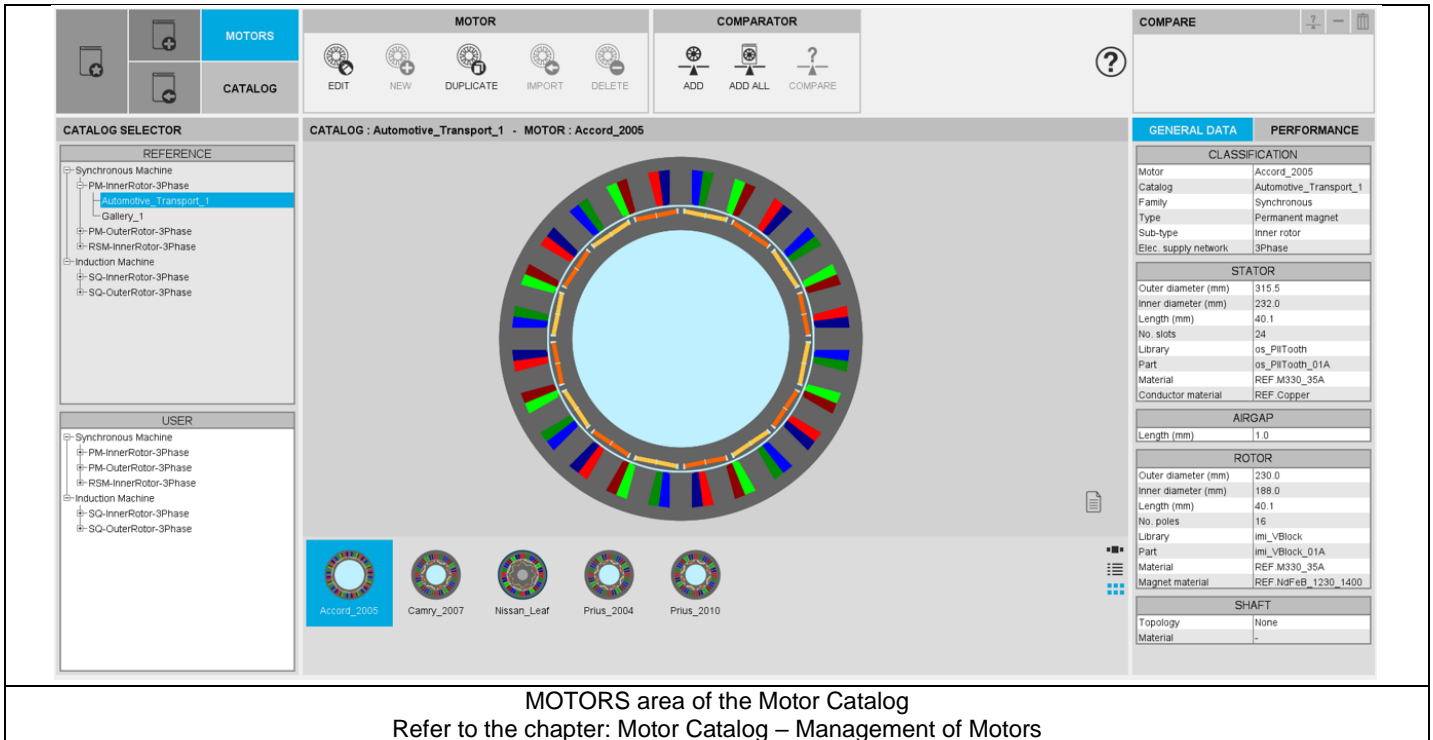 MOTORS
CATALOG
MOTOR
EDIT
NEW
DUPLICATE
IMPORT
DELETE
COMPARATOR
ADD
ADD ALL
?
COMPARE
?
COMPARE
?
CATALOG SELECTOR
REFERENCE
Synchronous Machine
PM-InnerRotor-3Phase
Automotive_Transport_1
Gallery_1
PM-OuterRotor-3Phase
RSM-InnerRotor-3Phase
Induction Machine
SQ-InnerRotor-3Phase
SQ-OuterRotor-3Phase
USER
Synchronous Machine
PM-InnerRotor-3Phase
PM-OuterRotor-3Phase
RSM-InnerRotor-3Phase
Induction Machine
SQ-InnerRotor-3Phase
SQ-OuterRotor-3Phase
CATALOG : Automotive_Transport_1 - MOTOR : Accord_2005
Accord_2005
Camry_2007
Nissan_Leaf
Prius_2004
Prius_2010
GENERAL DATA
PERFORMANCE
CLASSIFICATION
Motor Accord_2005
Catalog Automotive_Transport_1
Family Synchronous
Type Permanent magnet
Sub-type Inner rotor
Elec. supply network 3Phase
STATOR
Outer diameter (mm) 315.5
Inner diameter (mm) 232.0
Length (mm) 40.1
No. slots 24
Library os_PllTooth
Part os_PllTooth_01A
Material REF.M330_35A
Conductor material REF.Copper
AIRGAP
Length (mm) 1.0
ROTOR
Outer diameter (mm) 230.0
Inner diameter (mm) 188.0
Length (mm) 40.1
No. poles 16
Library imi_VBlock
Part imi_VBlock_01A
Material REF.M330_35A
Magnet material REF.NdFeB_1230_1400
SHAFT
Topology None
Material -
MOTORS area of the Motor Catalog
Refer to the chapter: Motor Catalog – Management of Motors